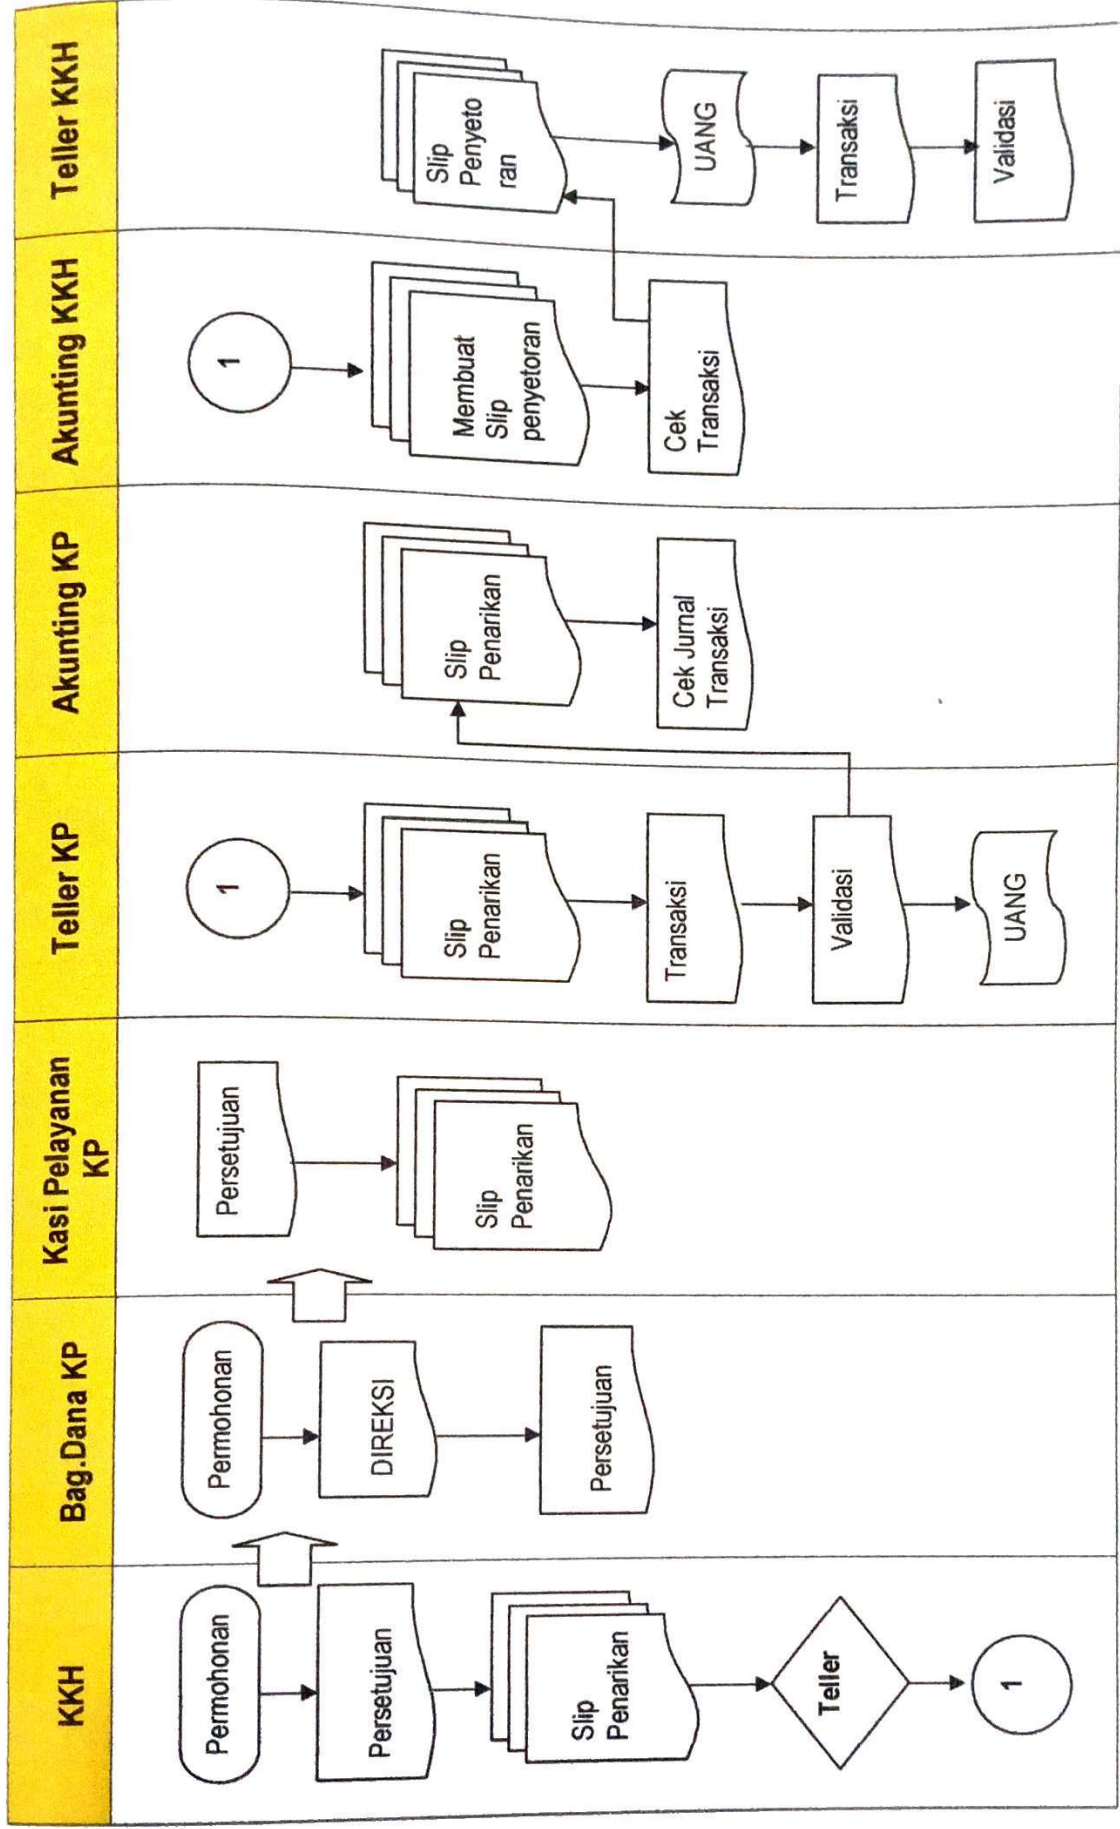 KKH
Bag.Dana KP
Kasi Pelayanan
KP
Teller KP
Akunting KP
Akunting KKH
Teller KKH
Permohonan
Persetujuan
Slip
Penarikan
Teller
1
Permohonan
DIREKSI
Persetujuan
Persetujuan
Slip
Penarikan
1
Slip
Penarikan
Transaksi
Validasi
UANG
Slip
Penarikan
Cek Jurnal
Transaksi
1
Membuat
Slip
penyetoran
Cek
Transaksi
Slip
Penyeto
ran
UANG
Transaksi
Validasi